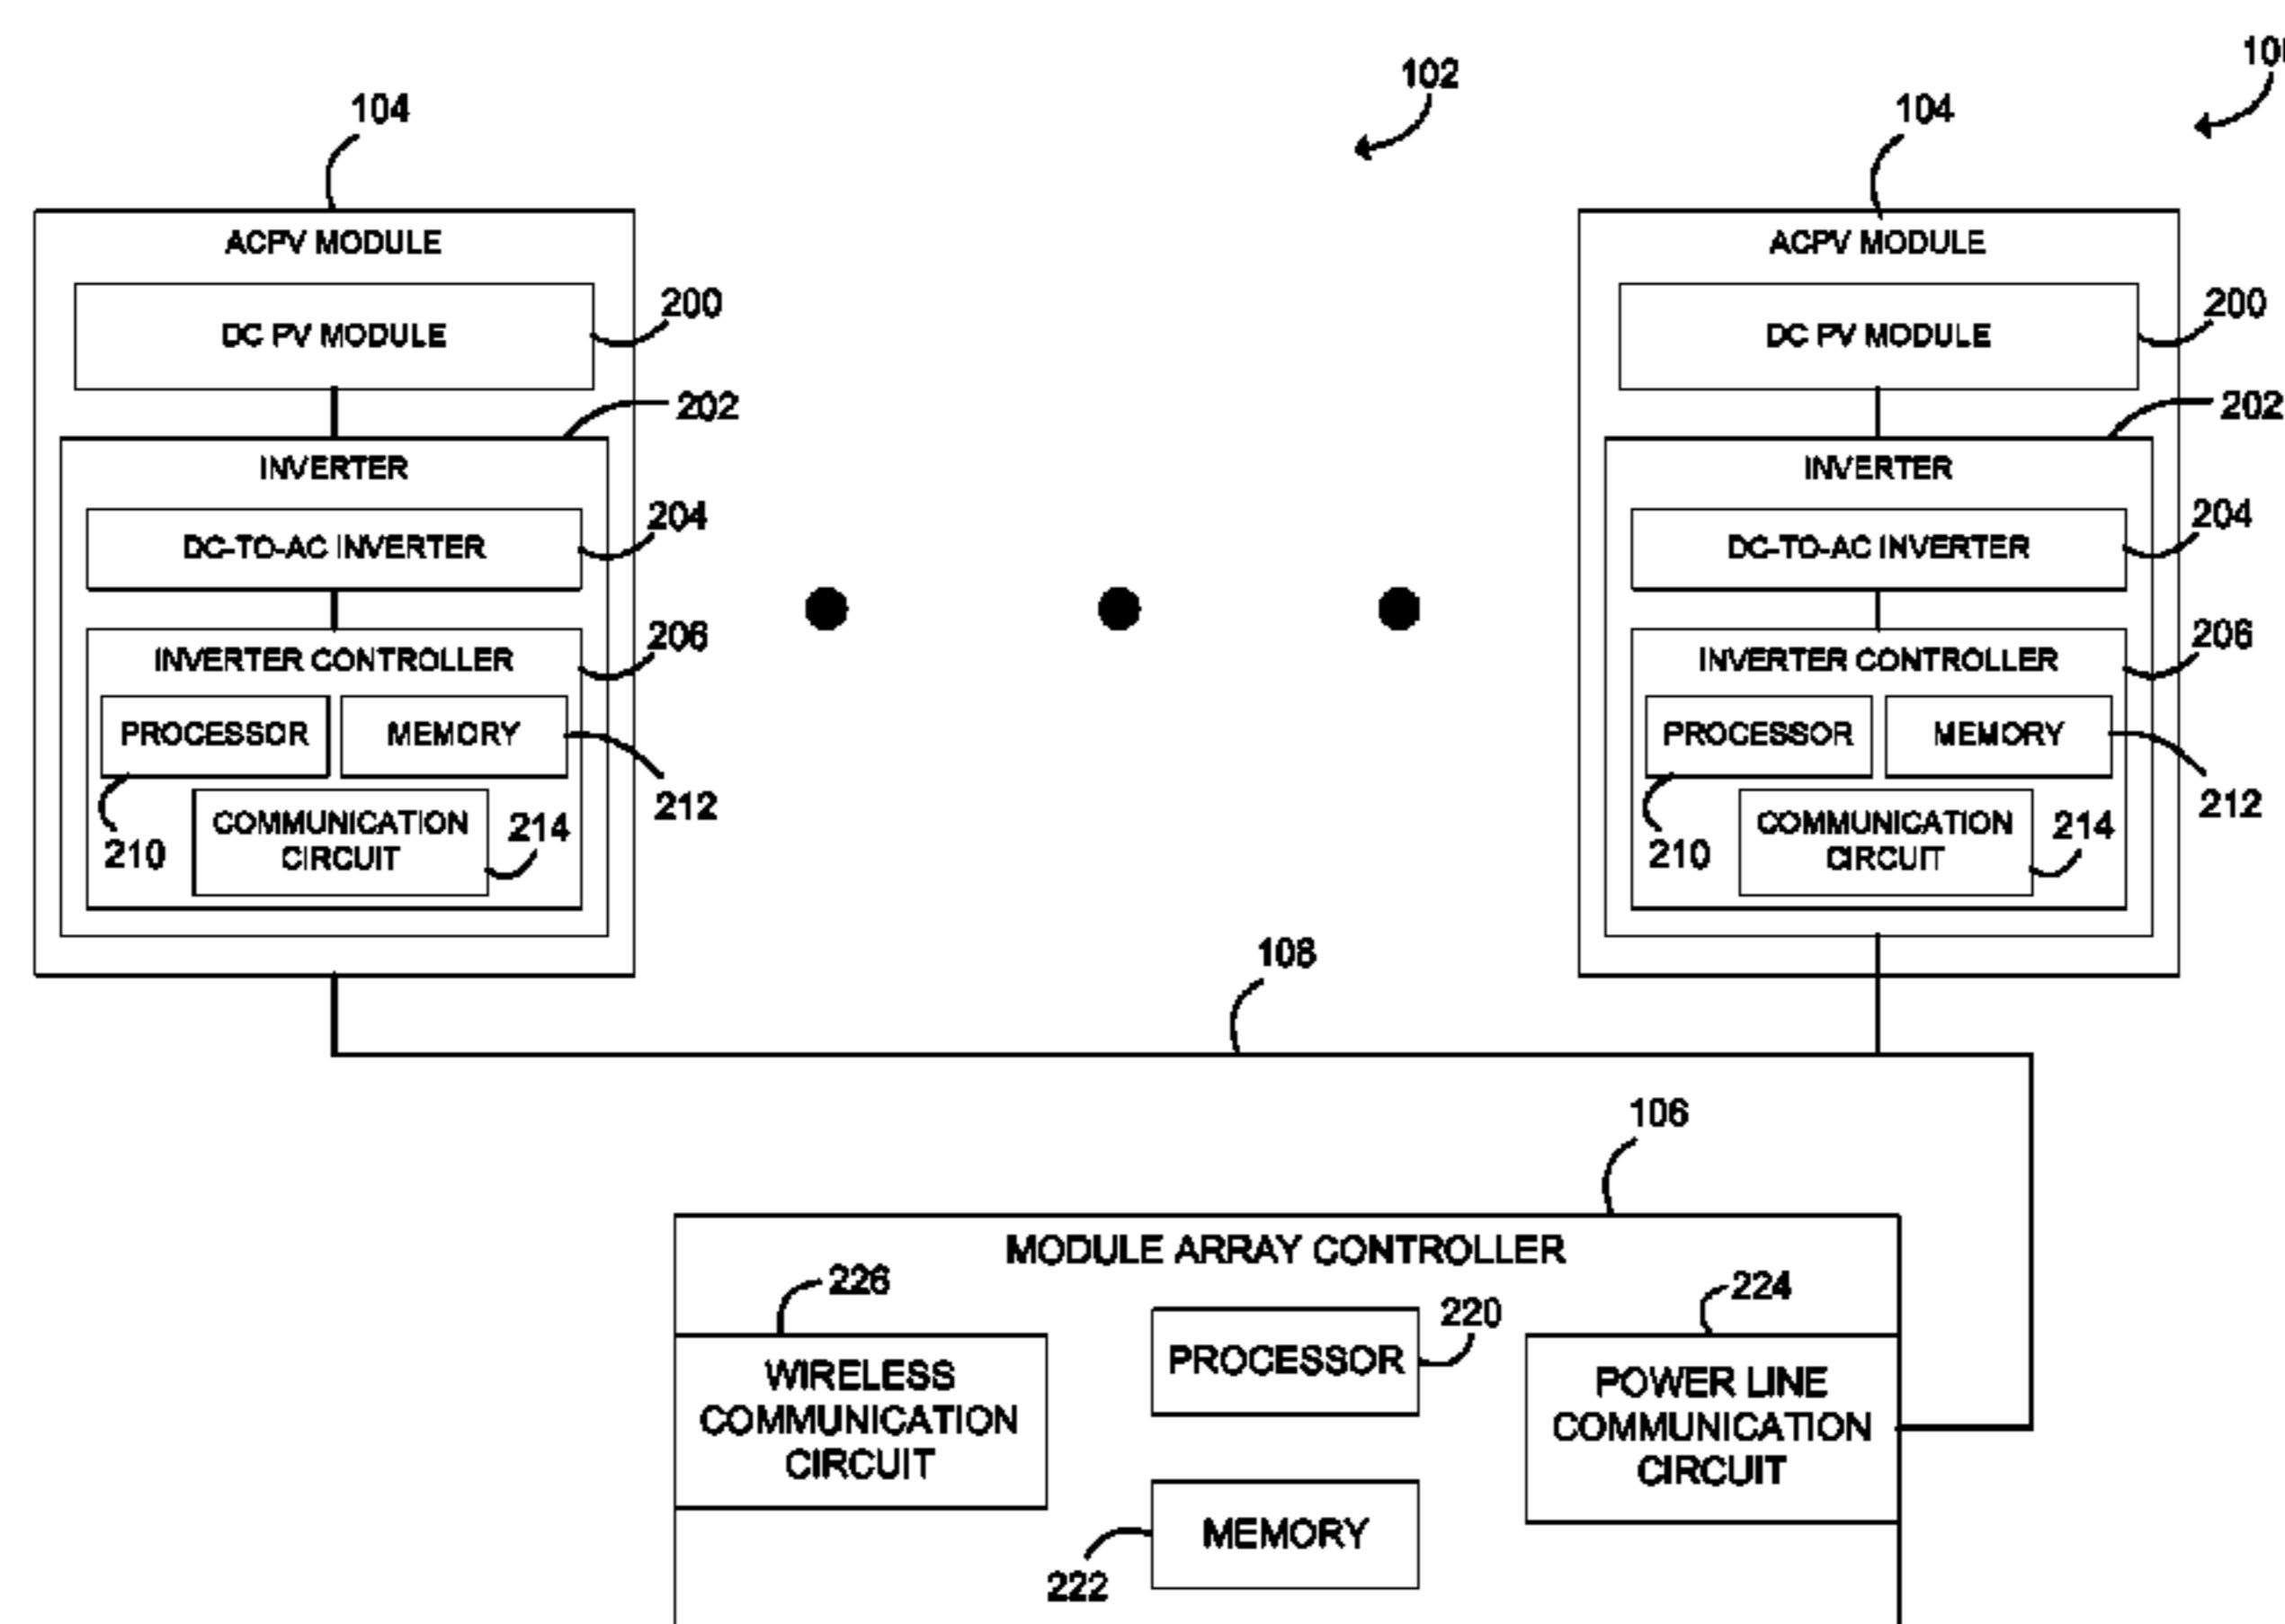 102
10
104
104
ACPV MODULE
ACPV MODULE
200
200
DC PV MODULE
DC PV MODULE
202
202
INVERTER
INVERTER
204
204
DC-TO-AC INVERTER
DC-TO-AC INVERTER
206
206
INVERTER CONTROLLER
INVERTER CONTROLLER
PROCESSOR
MEMORY
PROCESSOR
MEMORY
212
212
COMMUNICATION
CIRCUIT
214
210
COMMUNICATION
CIRCUIT
214
210
108
106
MODULE ARRAY CONTROLLER
226
220
224
WIRELESS
COMMUNICATION
CIRCUIT
PROCESSOR
POWER LINE
COMMUNICATION
CIRCUIT
MEMORY
222